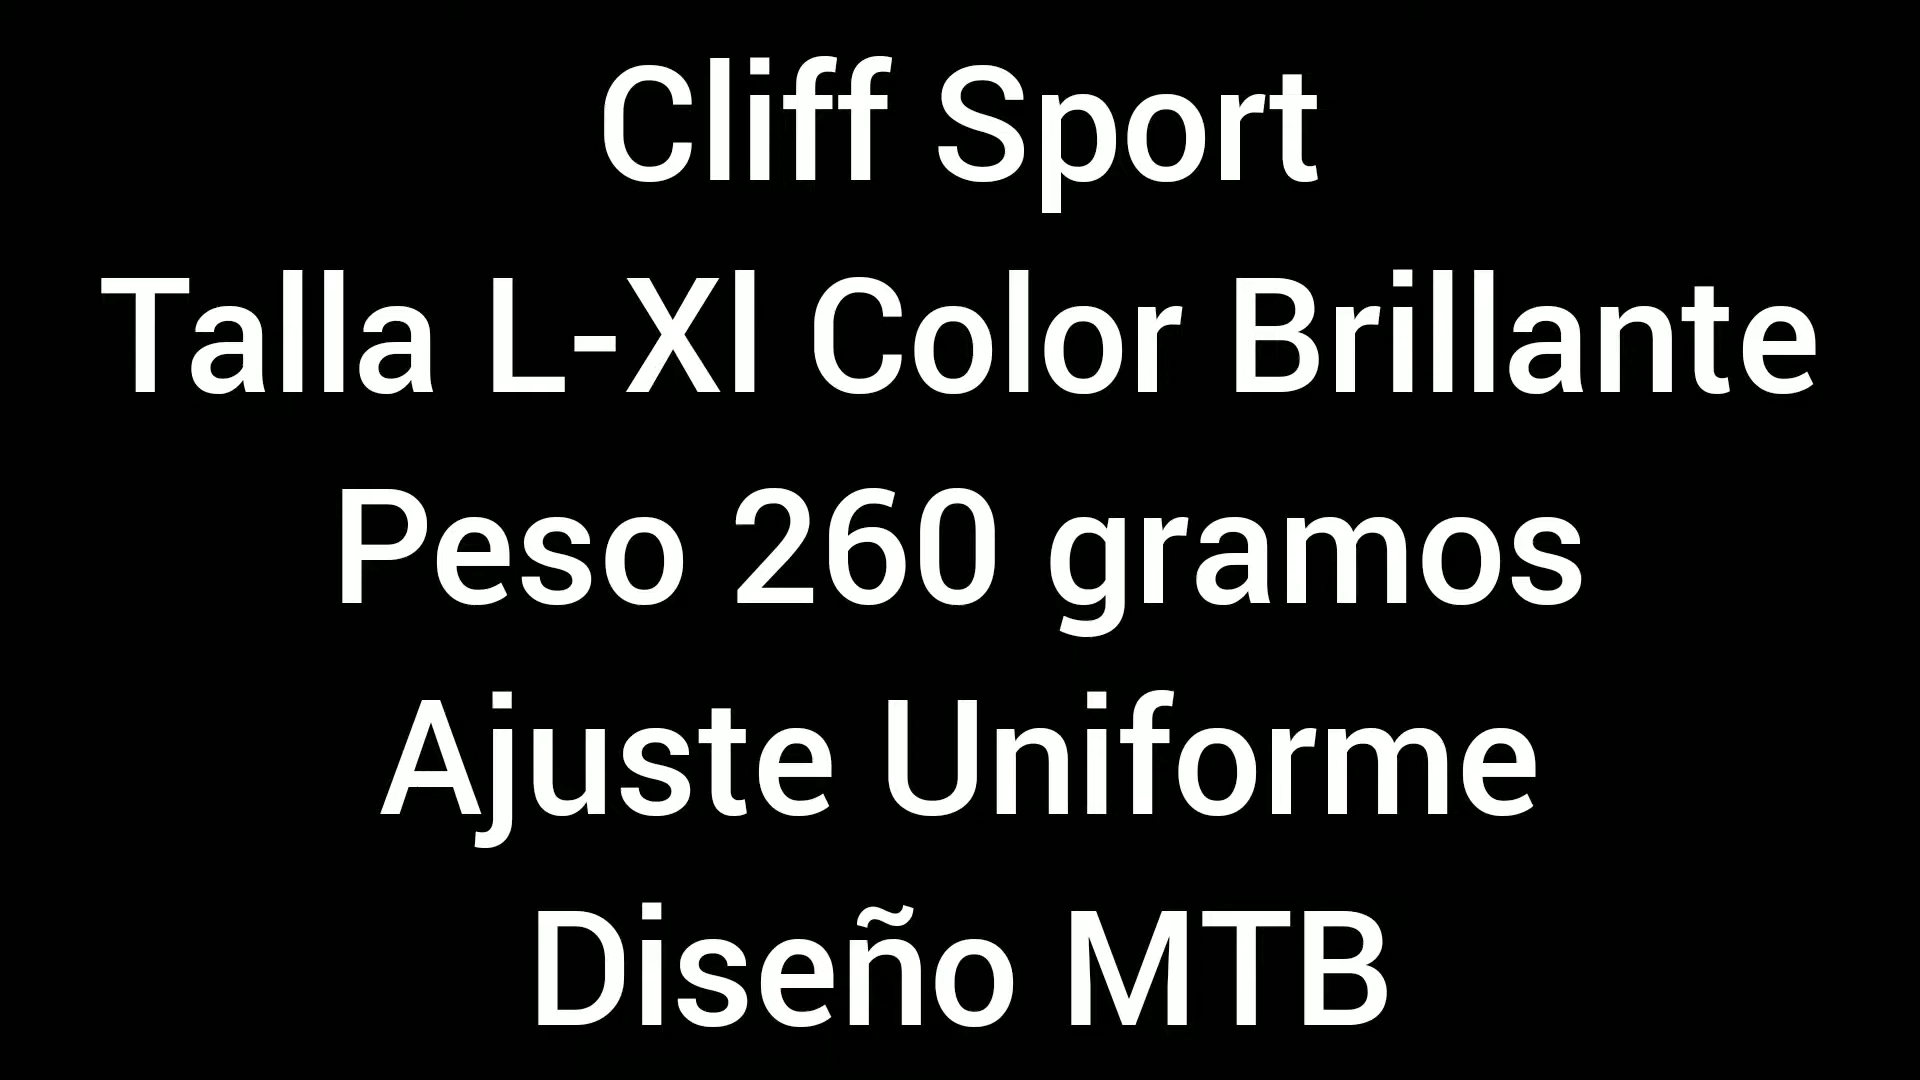 Cliff Sport
Talla L-Xl Color Brillante
Peso 260 gramos
Ajuste Uniforme
Diseño MTB